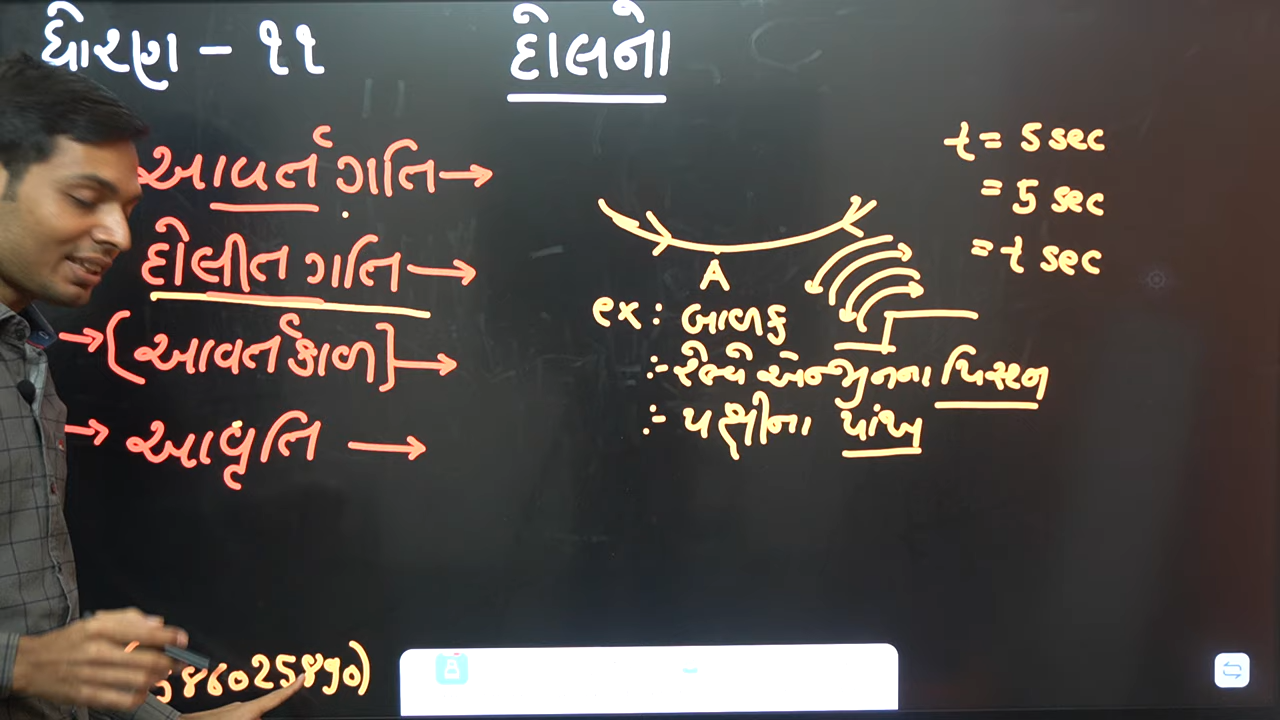 ધોરણ - ૧૧
દોલનો
આવર્ત ગતિ →
દોલીત ગતિ →
→ (આવર્તકાળ] →
→ આવૃતિ →
t = 5 sec
= 5 sec
= t sec
A
ex : બાળક
:- રેલ્વે એન્જીનના પિસ્ટન
:- પક્ષીના પાંખ